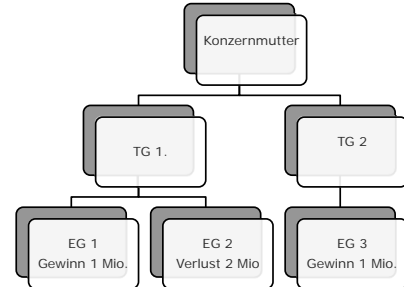 Konzernmutter
TG 1.
TG 2
EG 1
Gewinn 1 Mio.
EG 2
Verlust 2 Mio
EG 3
Gewinn 1 Mio.